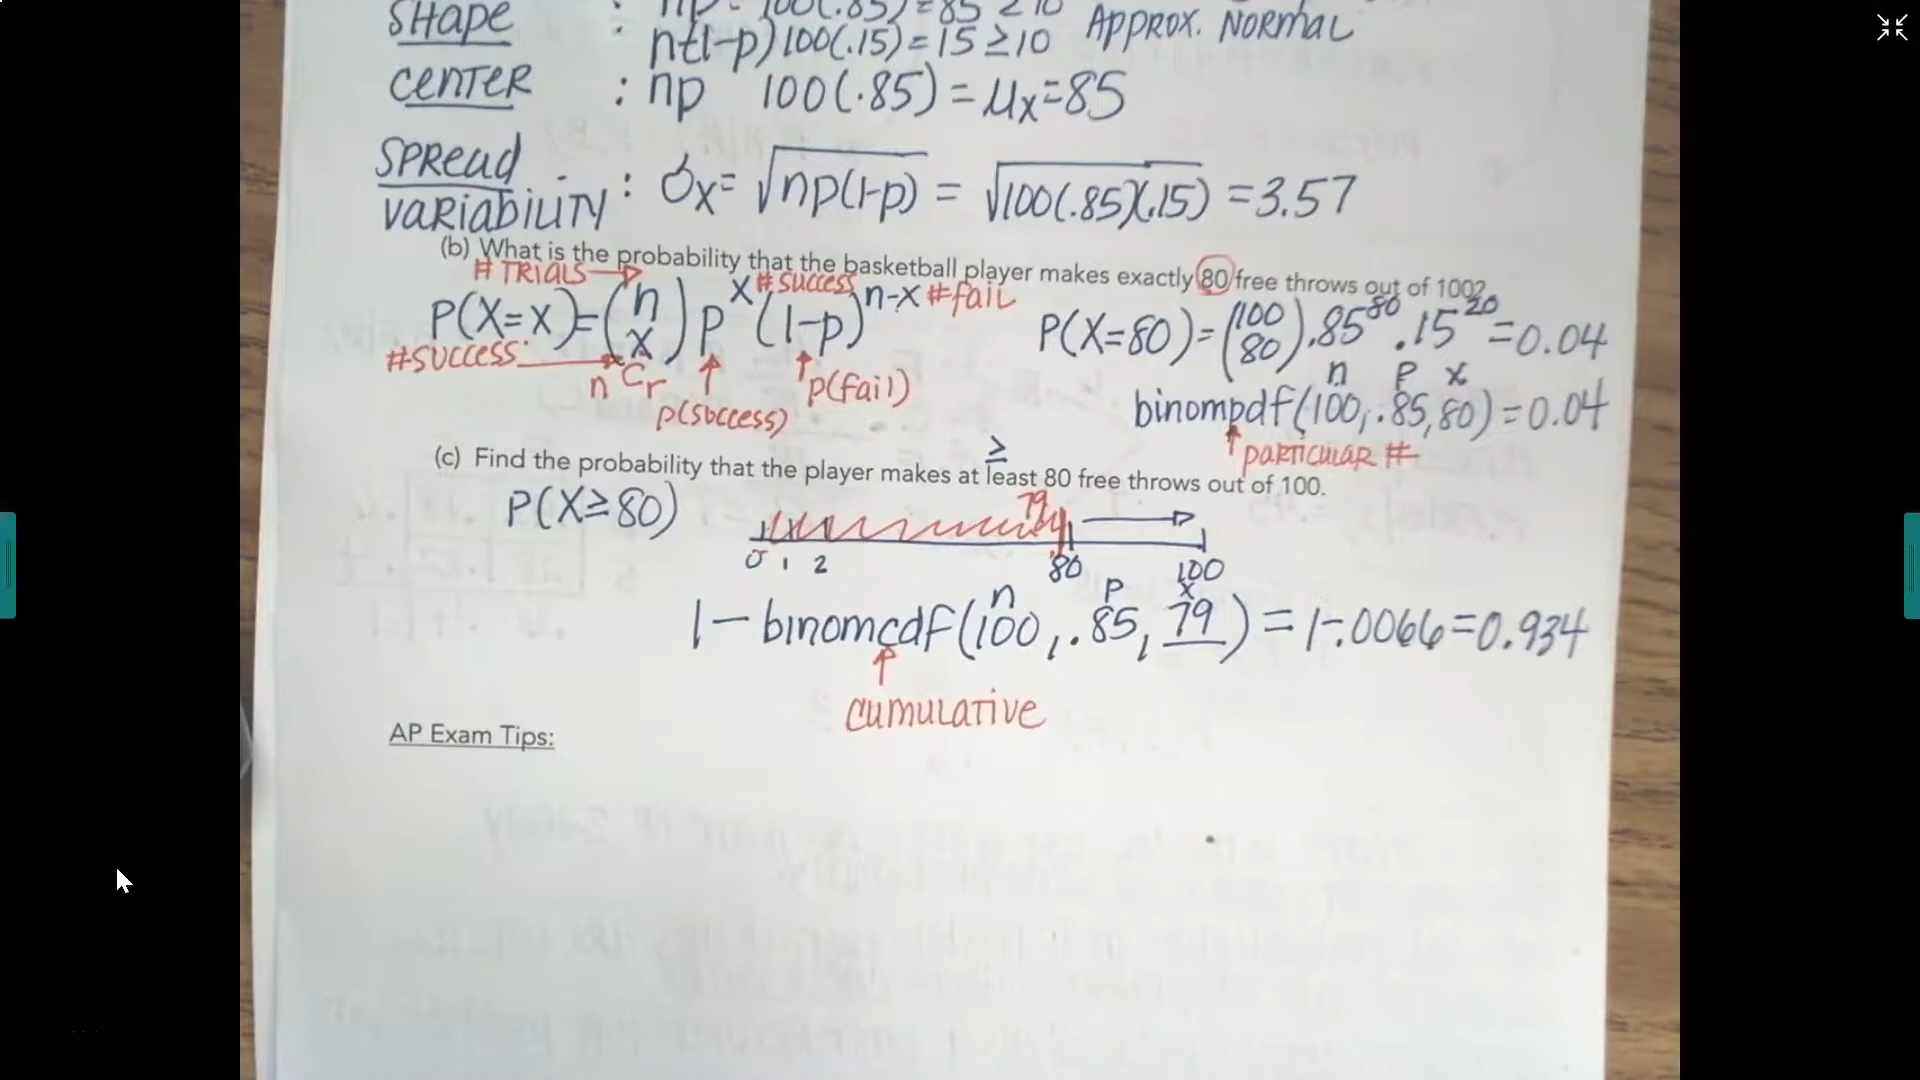 SHAPE : np = 100(.85) = 85 ≥ 10 APPROX. NORMAL
n(1-p) 100(.15) = 15 ≥ 10
CENTER : np 100(.85) = μx = 85
SPREAD
VARIABILITY : σx = √np(1-p) = √100(.85)(.15) = 3.57
(b) What is the probability that the basketball player makes exactly 80 free throws out of 100?
# TRIALS
P(X=x) = (n x) p^x (1-p)^n-x
# SUCCESS
# fail
# SUCCESS
nCr
p(success)
p(fail)
P(X=80) = (100 80) .85^80 .15^20 = 0.04
n p x
binompdf(100, .85, 80) = 0.04
PARTICULAR #
≥
(c) Find the probability that the player makes at least 80 free throws out of 100.
P(X≥80)
79
0 1 2 80 100
n p x
1 - binomcdf(100, .85, 79) = 1-.0066 = 0.934
CUMULATIVE
AP Exam Tips: